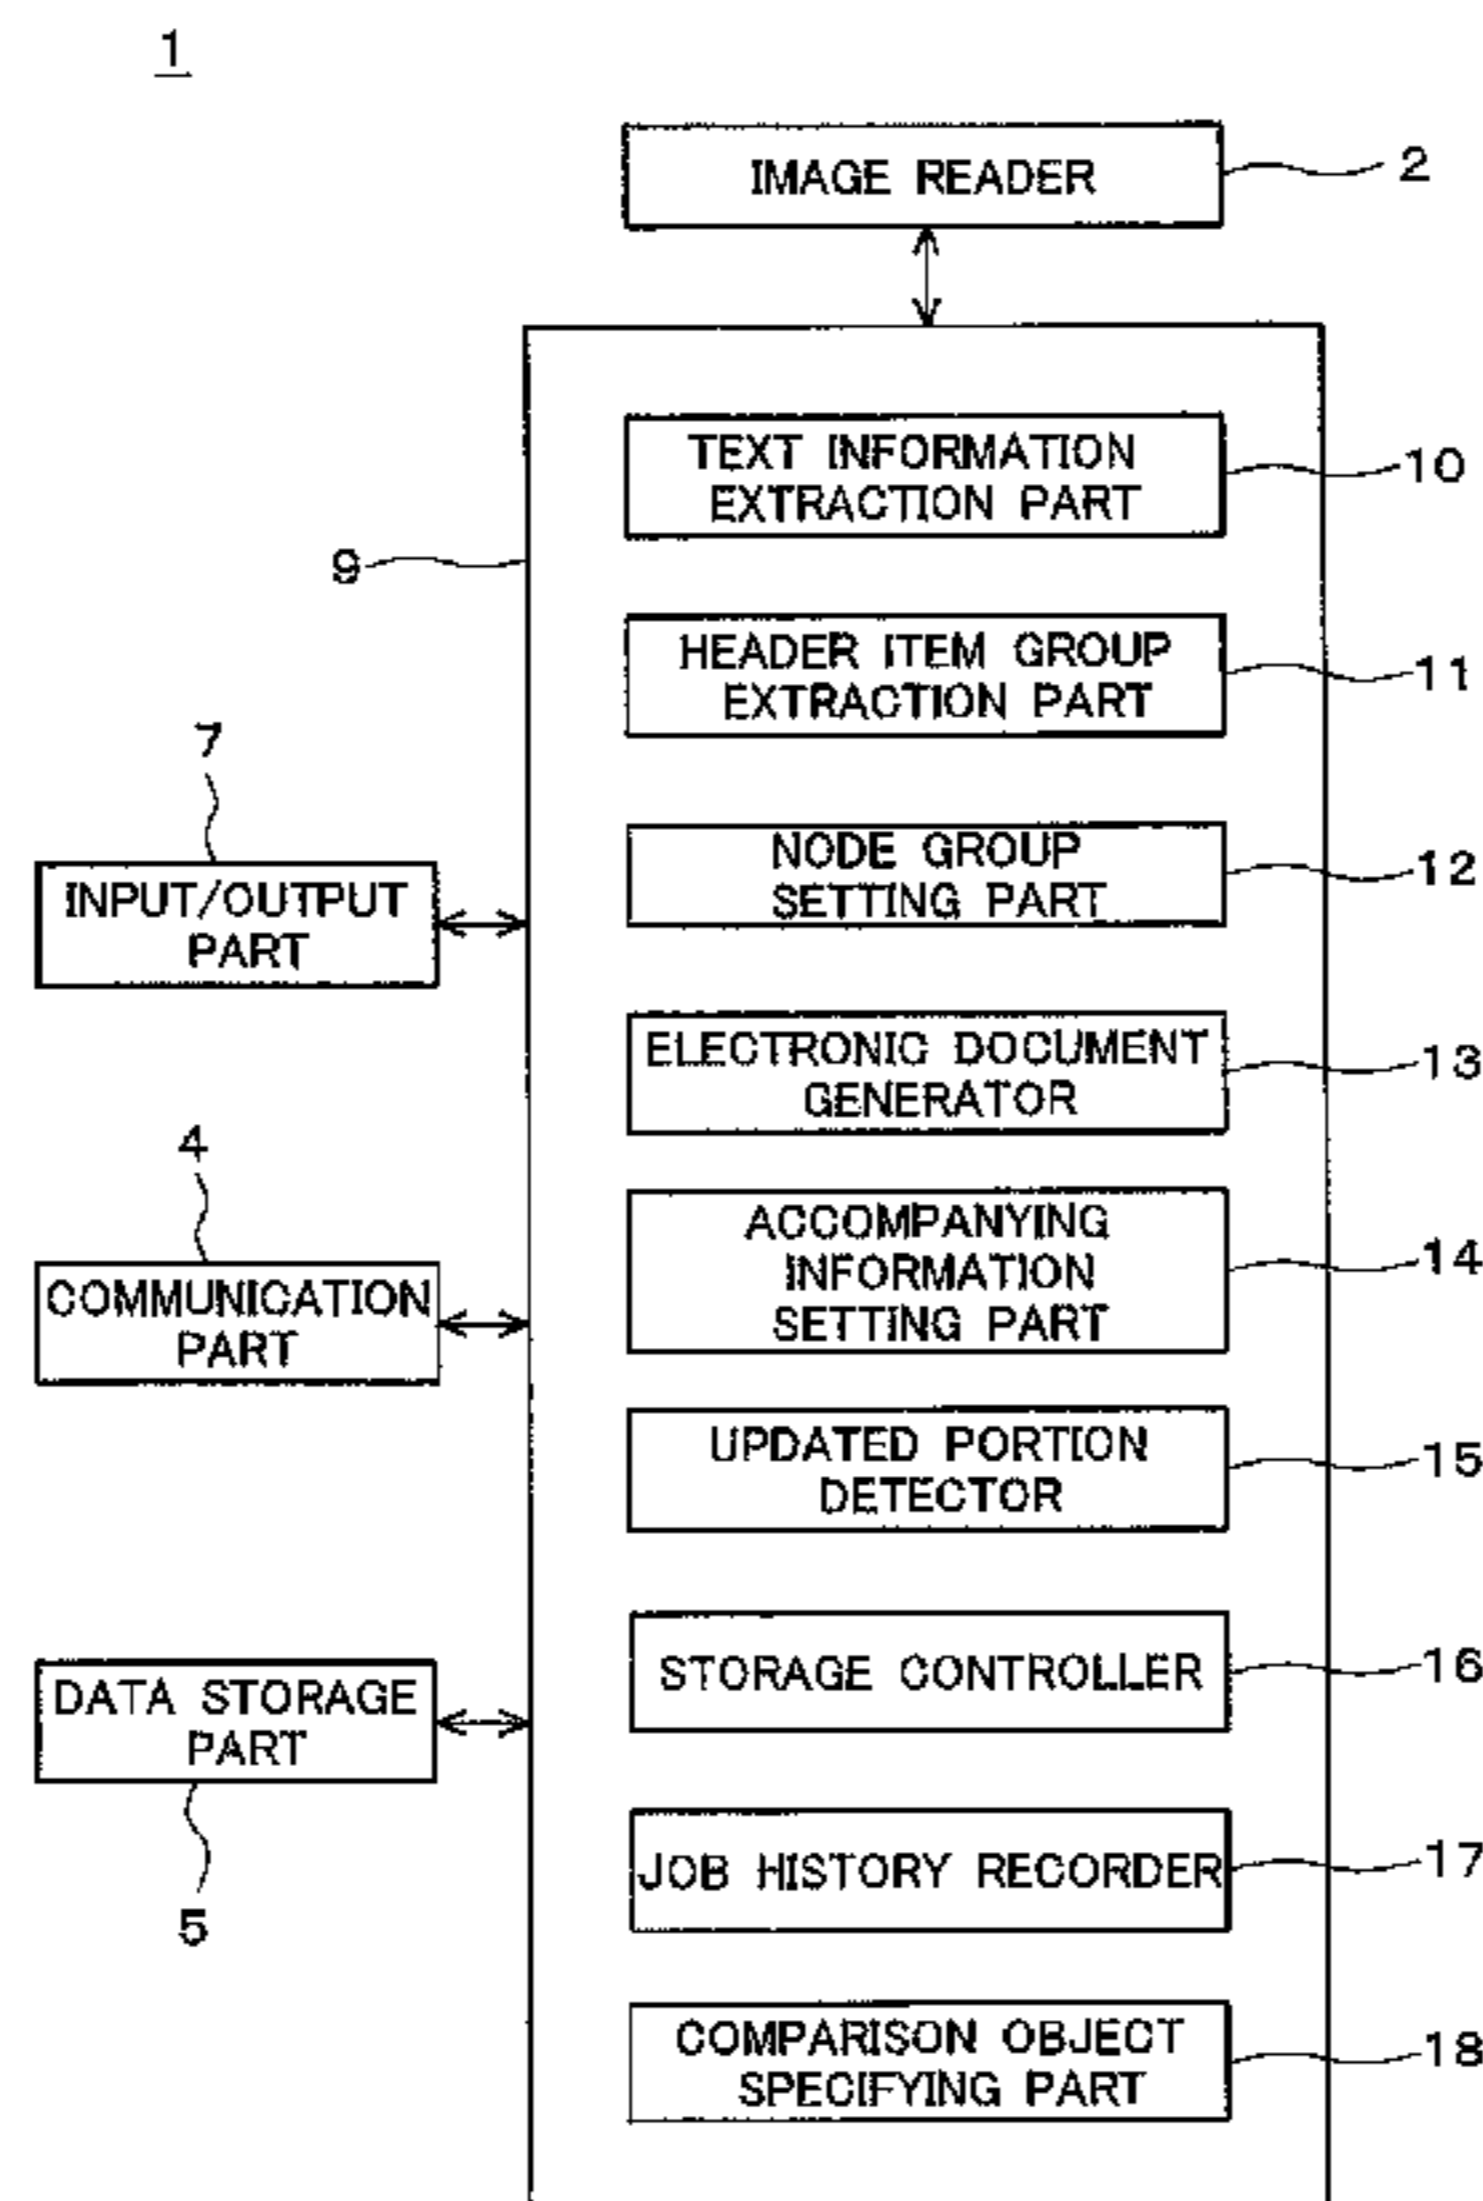 1
IMAGE READER
2
TEXT INFORMATION
EXTRACTION PART
10
9
HEADER ITEM GROUP
EXTRACTION PART
11
7
INPUT/OUTPUT
PART
NODE GROUP
SETTING PART
12
ELECTRONIC DOCUMENT
GENERATOR
13
4
COMMUNICATION
PART
ACCOMPANYING
INFORMATION
SETTING PART
14
UPDATED PORTION
DETECTOR
15
DATA STORAGE
PART
5
STORAGE CONTROLLER
16
JOB HISTORY RECORDER
17
COMPARISON OBJECT
SPECIFYING PART
18